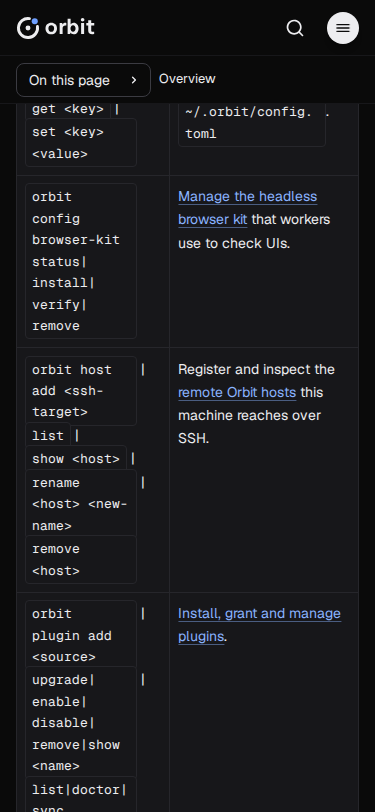 orbit
On this page
Overview
get <key> |
set <key>
<value>
~/.orbit/config. .
toml
orbit
config
browser-kit
status|
install|
verify|
remove
Manage the headless
browser kit that workers
use to check UIs.
orbit host |
add <ssh-
target>
list |
show <host> |
rename |
<host> <new-
name>
remove
<host>
Register and inspect the
remote Orbit hosts this
machine reaches over
SSH.
orbit |
plugin add
<source>
upgrade| |
enable|
disable|
remove|show
<name>
list|doctor|
sync
Install, grant and manage
plugins.